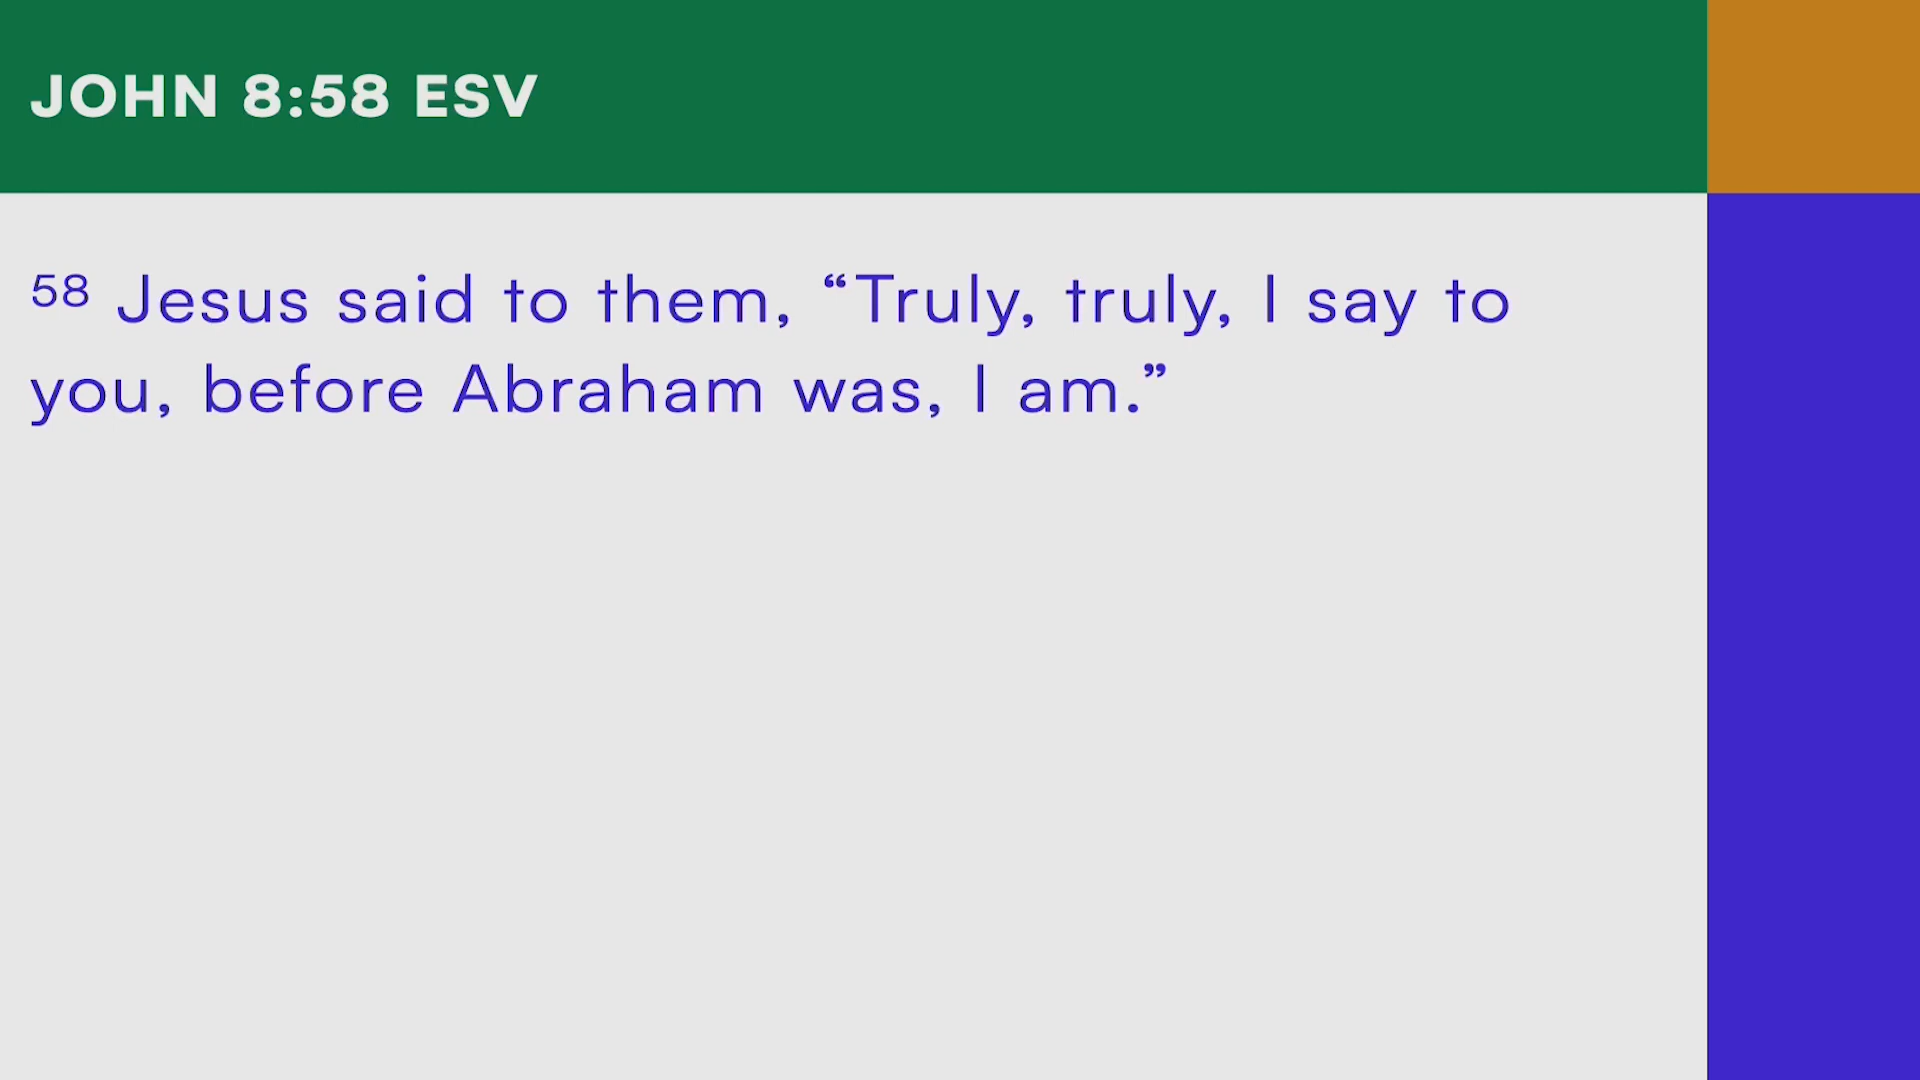 JOHN 8:58 ESV
58 Jesus said to them, “Truly, truly, I say to
you, before Abraham was, I am.”